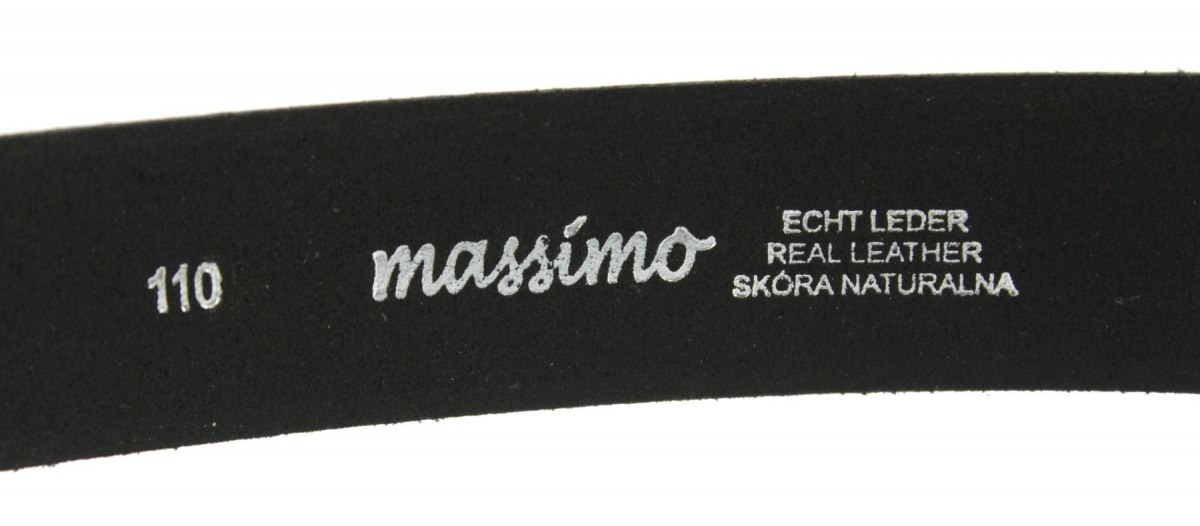 110
massimo
ECHT LEDER
REAL LEATHER
SKÓRA NATURALNA